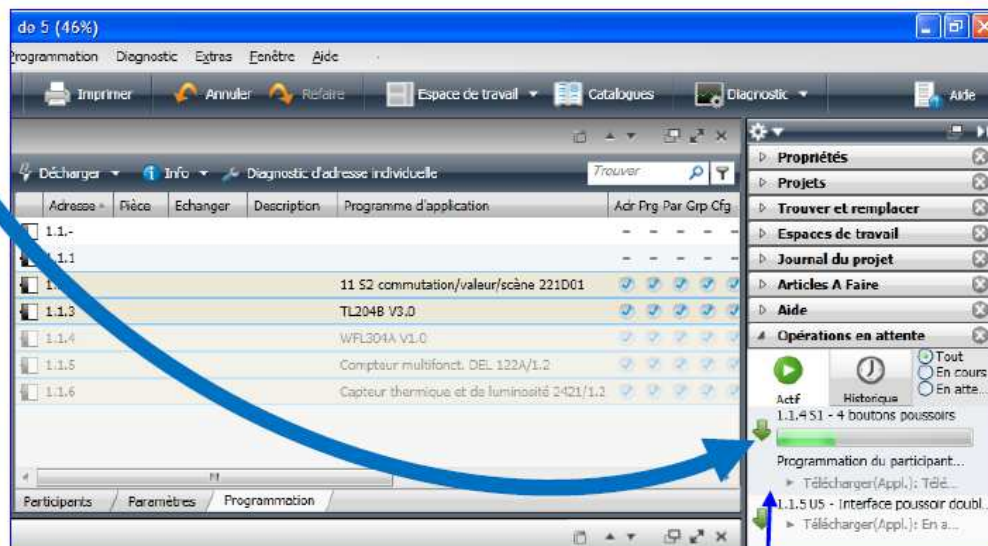 de 5 (46%)
Programmation Diagnostic Extras Fenêtre Aide
Imprimer Annuler Refaire Espace de travail Catalogues Diagnostic Aide
Décharger Info Diagnostic d'adresse individuelle Trouver
Adresse Pièce Echanger Description Programme d'application Adr Prg Par Grp Cfg
1.1.- - - - - -
1.1.1 - - - - -
11 S2 commutation/valeur/scène 221D01
1.1.3 TL204B V3.0
1.1.4 WFL304A V1.0
1.1.5 Compteur multifonct. DEL 122A/1.2
1.1.6 Capteur thermique et de luminosité 2421/1.2
Participants Paramètres Programmation
Propriétés
Projets
Trouver et remplacer
Espaces de travail
Journal du projet
Articles A Faire
Aide
Opérations en attente
Actif Historique
Tout
En cours
En atte...
1.1.4 S1 - 4 boutons poussoirs
Programmation du participant...
Télécharger(Appl.): Télé...
1.1.5 U5 - Interface poussoir doubl...
Télécharger(Appl.): En a...